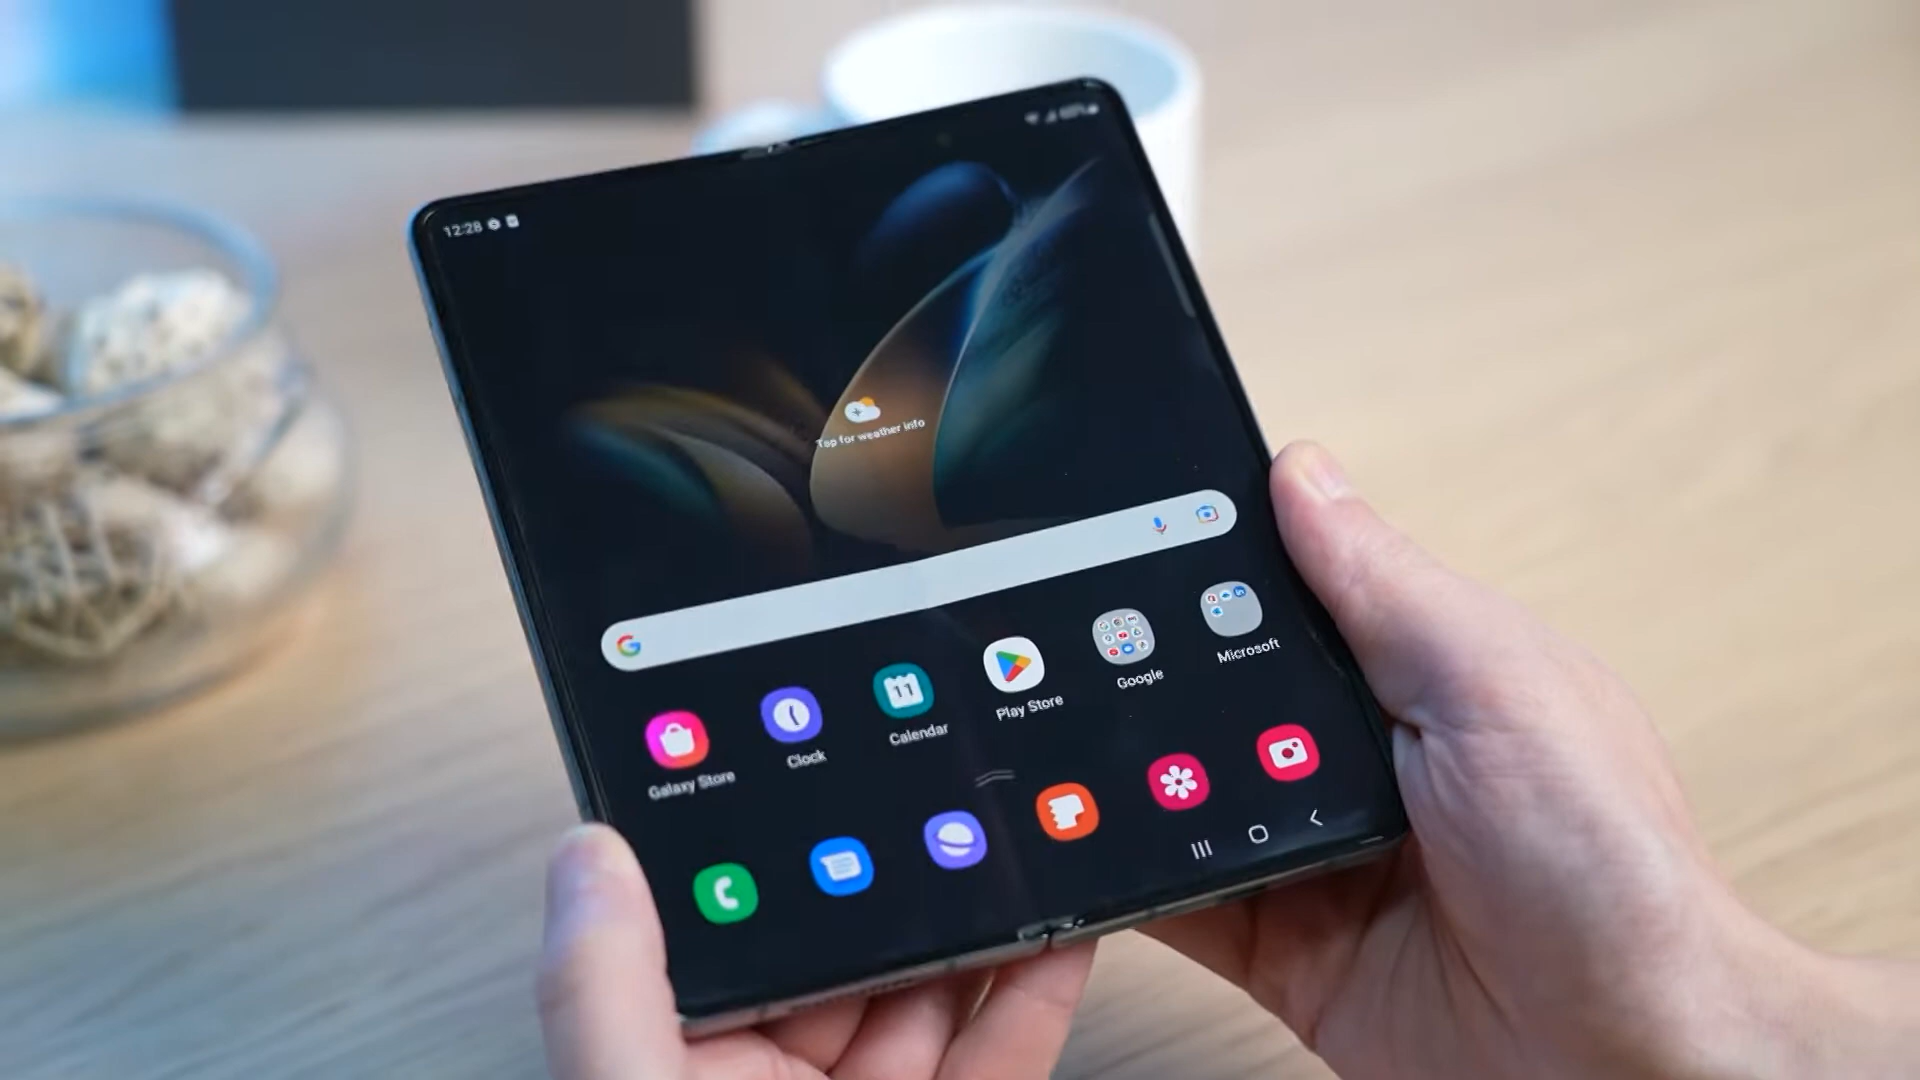 12:28
Tap for weather info
Galaxy Store
Clock
11
Calendar
Play Store
Google
Microsoft